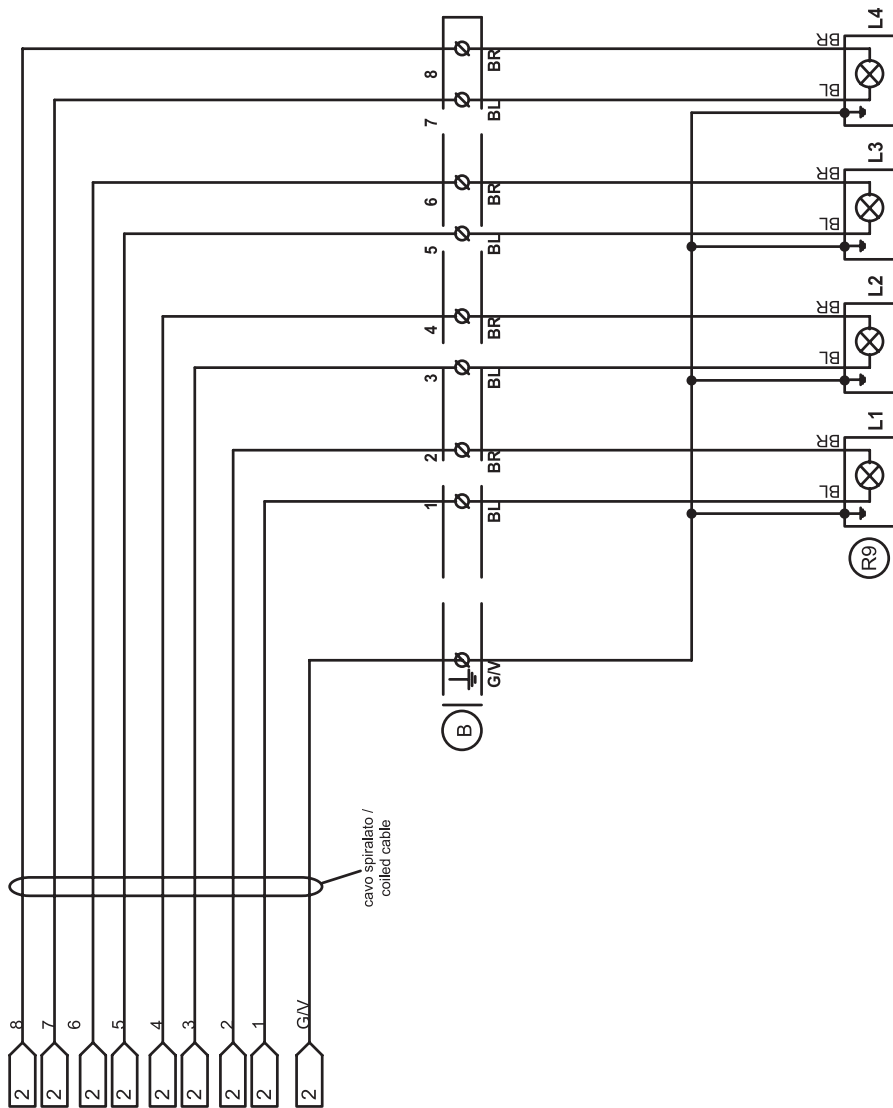 2 8
2 7
2 6
2 5
2 4
2 3
2 2
2 1
2 G/V
cavo spiralato /
coiled cable
B
8
7
6
5
4
3
2
1
BR
BL
BR
BL
BR
BL
BR
BL
G/V
BR
BL
L4
BR
BL
L3
BR
BL
L2
BR
BL
L1
R9